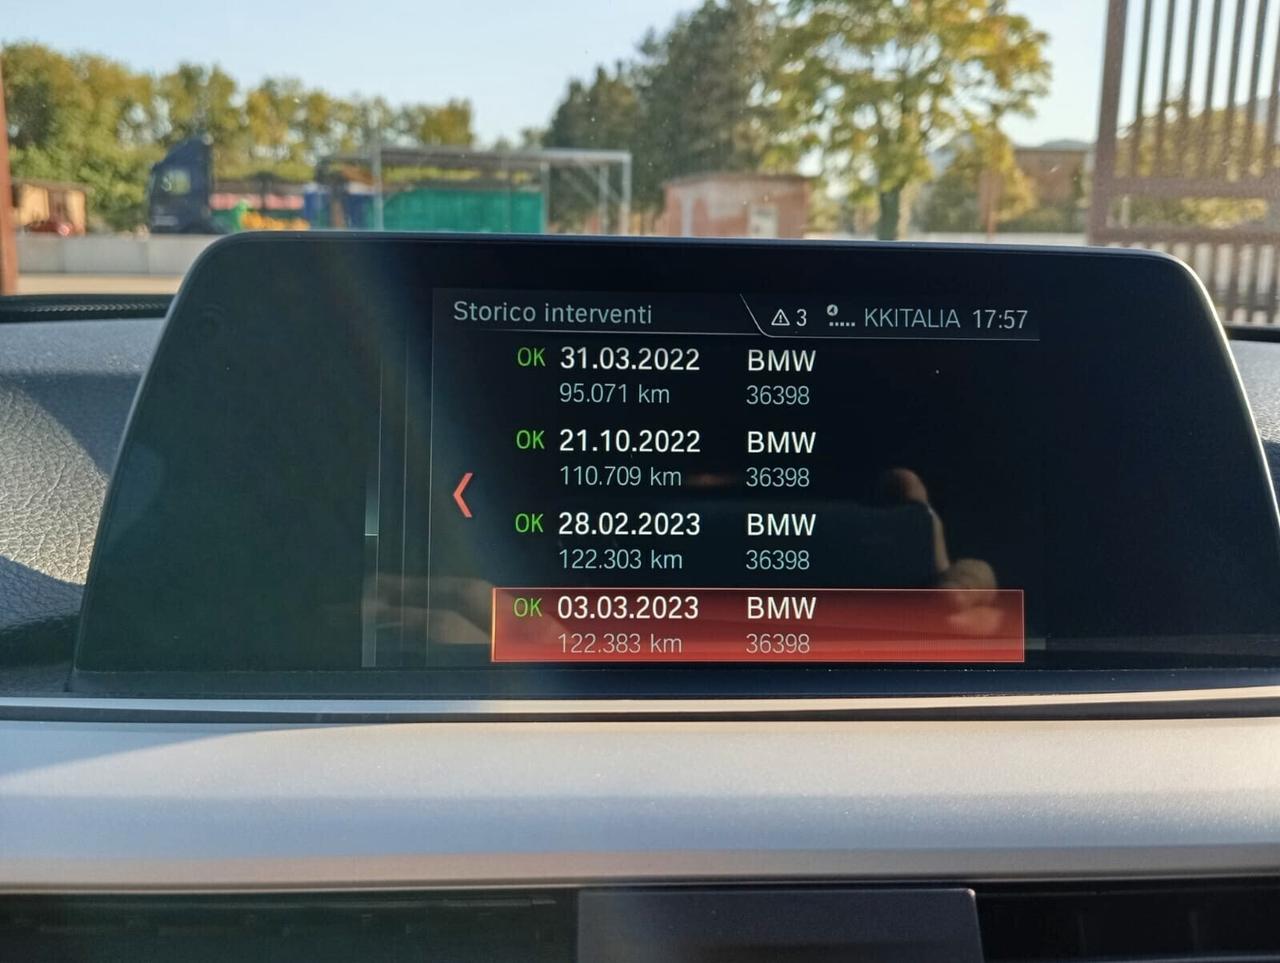 Storico interventi
3 KKITALIA 17:57
OK 31.03.2022 BMW
95.071 km 36398
OK 21.10.2022 BMW
110.709 km 36398
OK 28.02.2023 BMW
122.303 km 36398
OK 03.03.2023 BMW
122.383 km 36398